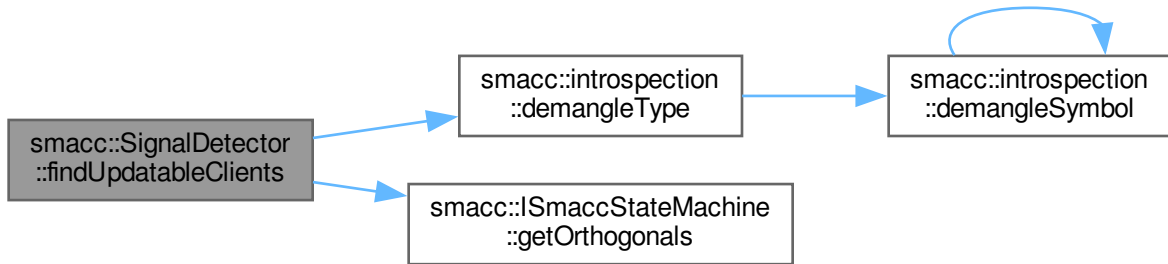 smacc::SignalDetector
::findUpdatableClients
smacc::introspection
::demangleType
smacc::introspection
::demangleSymbol
smacc::ISmaccStateMachine
::getOrthogonals